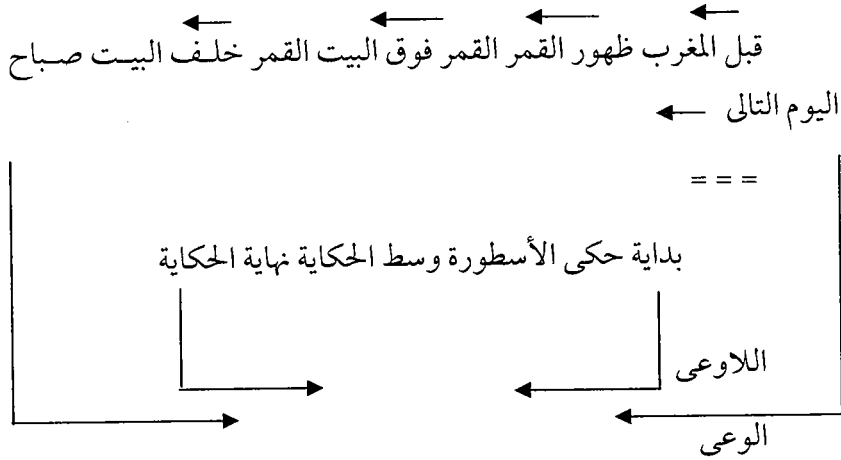 قبل المغرب ظهور القمر القمر فوق البيت القمر خلف البيت صباح
اليوم التالى
= = =
بداية حكى الأسطورة وسط الحكاية نهاية الحكاية
اللاوعى
الوعى